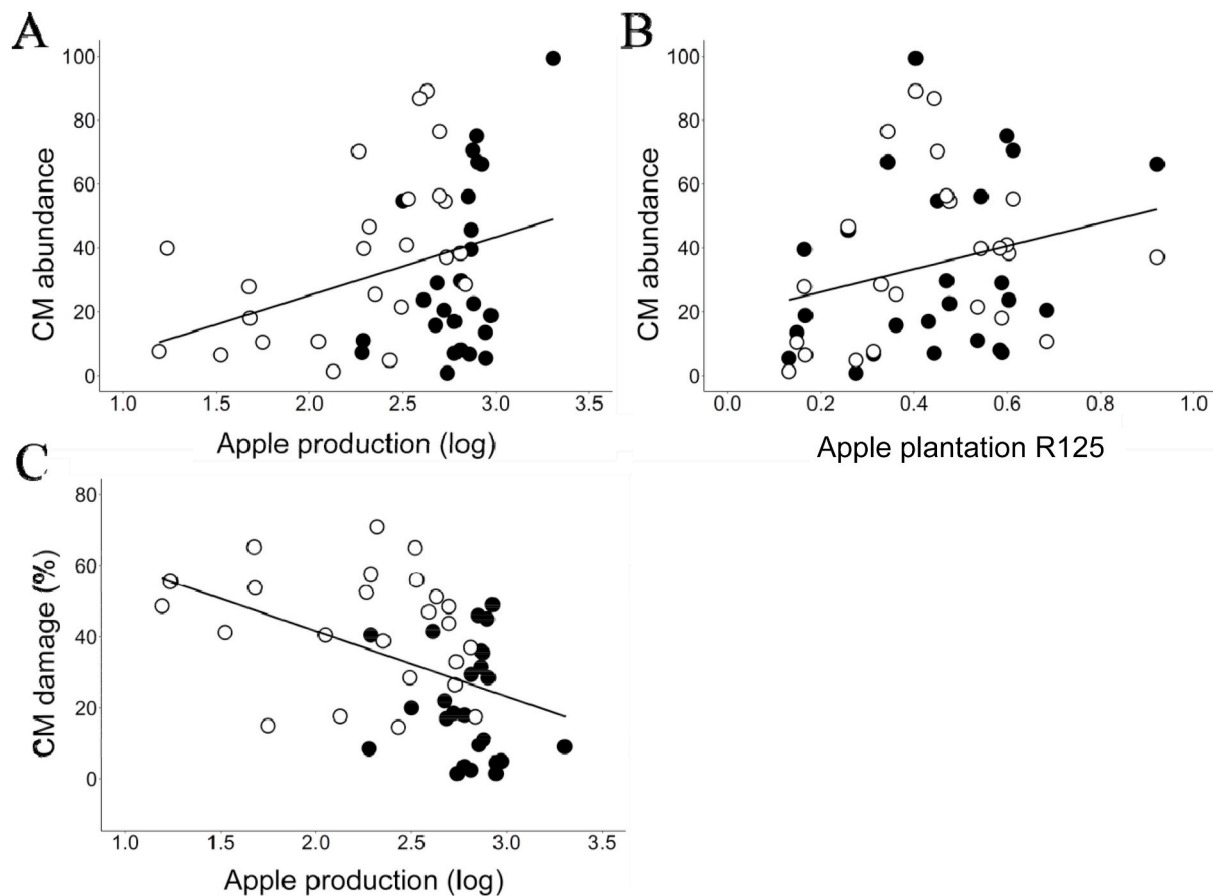 A
CM abundance
100
80
60
40
20
0
1.0 1.5 2.0 2.5 3.0 3.5
Apple production (log)
B
CM abundance
100
80
60
40
20
0
0.0 0.2 0.4 0.6 0.8 1.0
Apple plantation R125
C
CM damage (%)
80
60
40
20
0
1.0 1.5 2.0 2.5 3.0 3.5
Apple production (log)